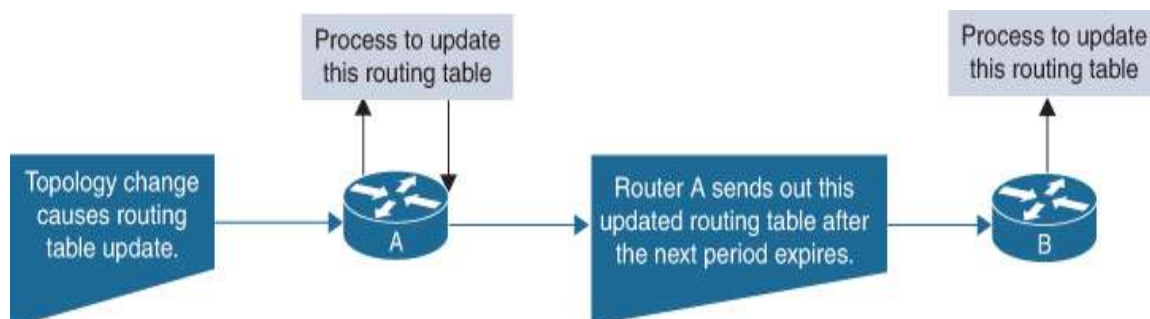 Process to update
this routing table
Process to update
this routing table
Topology change
causes routing
table update.
A
Router A sends out this
updated routing table after
the next period expires.
B